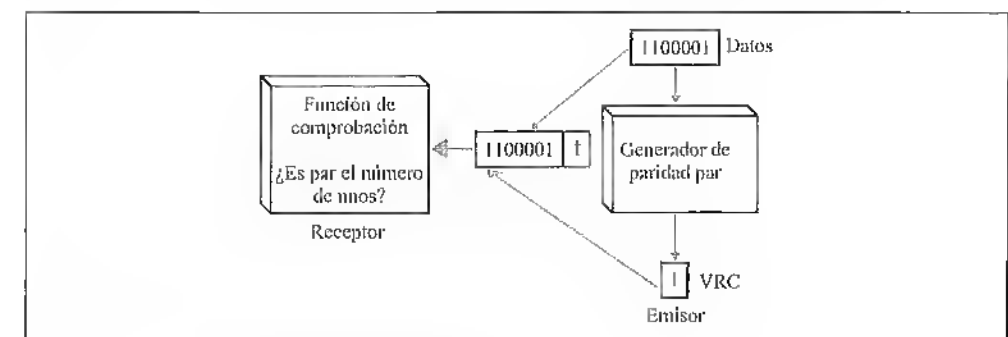 1100001 Datos
Función de
comprobación
¿Es par el número
de unos?
Receptor
1100001 1
Generador de
paridad par
1 VRC
Emisor